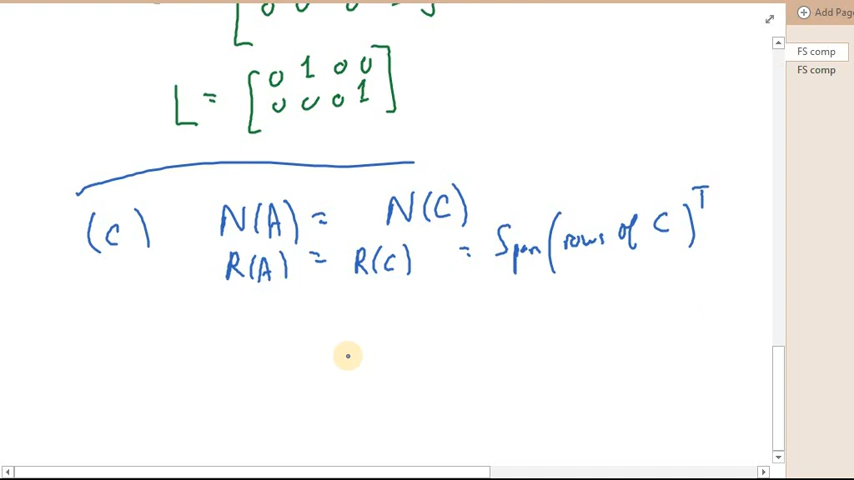 Add Page
FS comp
FS comp
L = [0 1 0 0
0 0 0 1]
(c) N(A) = N(C)
R(A) = R(C) = Span(rows of C)^T